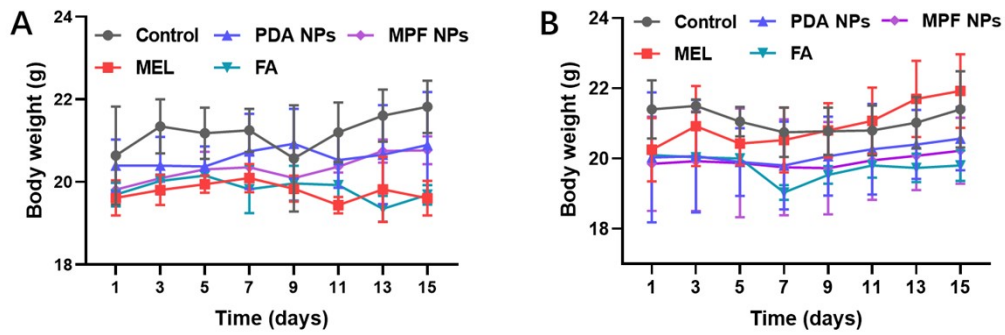 A
Control
PDA NPs
MPF NPs
MEL
FA
Body weight (g)
24
22
20
18
1 3 5 7 9 11 13 15
Time (days)
B
Control
PDA NPs
MPF NPs
MEL
FA
Body weight (g)
24
22
20
18
1 3 5 7 9 11 13 15
Time (days)